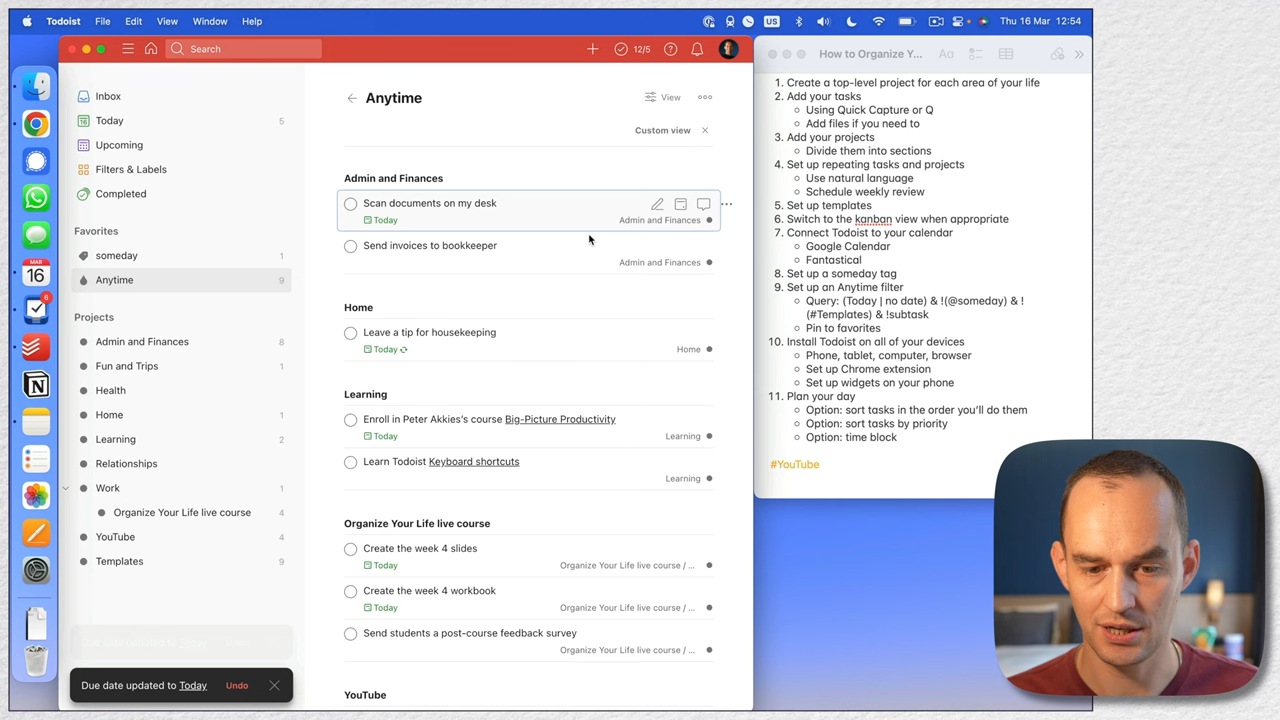 Todoist File Edit View Window Help
US
Thu 16 Mar 12:54
Search
12/5
How to Organize Y...
Aa
Inbox
Today 5
Upcoming
Filters & Labels
Completed
Favorites
someday 1
Anytime 9
Projects
Admin and Finances 8
Fun and Trips 1
Health
Home 1
Learning 2
Relationships
Work 1
Organize Your Life live course 4
YouTube 4
Templates 9
Due date updated to Today Undo
Anytime
View
Custom view
Admin and Finances
Scan documents on my desk
Today
Admin and Finances
Send invoices to bookkeeper
Admin and Finances
Home
Leave a tip for housekeeping
Today
Home
Learning
Enroll in Peter Akkies's course Big-Picture Productivity
Today
Learning
Learn Todoist Keyboard shortcuts
Learning
Organize Your Life live course
Create the week 4 slides
Today
Organize Your Life live course / ...
Create the week 4 workbook
Today
Organize Your Life live course / ...
Send students a post-course feedback survey
Organize Your Life live course / ...
YouTube
1. Create a top-level project for each area of your life
2. Add your tasks
Using Quick Capture or Q
Add files if you need to
3. Add your projects
Divide them into sections
4. Set up repeating tasks and projects
Use natural language
Schedule weekly review
5. Set up templates
6. Switch to the kanban view when appropriate
7. Connect Todoist to your calendar
Google Calendar
Fantastical
8. Set up a someday tag
9. Set up an Anytime filter
Query: (Today | no date) & !(@someday) & !
(#Templates) & !subtask
Pin to favorites
10. Install Todoist on all of your devices
Phone, tablet, computer, browser
Set up Chrome extension
Set up widgets on your phone
11. Plan your day
Option: sort tasks in the order you'll do them
Option: sort tasks by priority
Option: time block
#YouTube
MAR
16
6